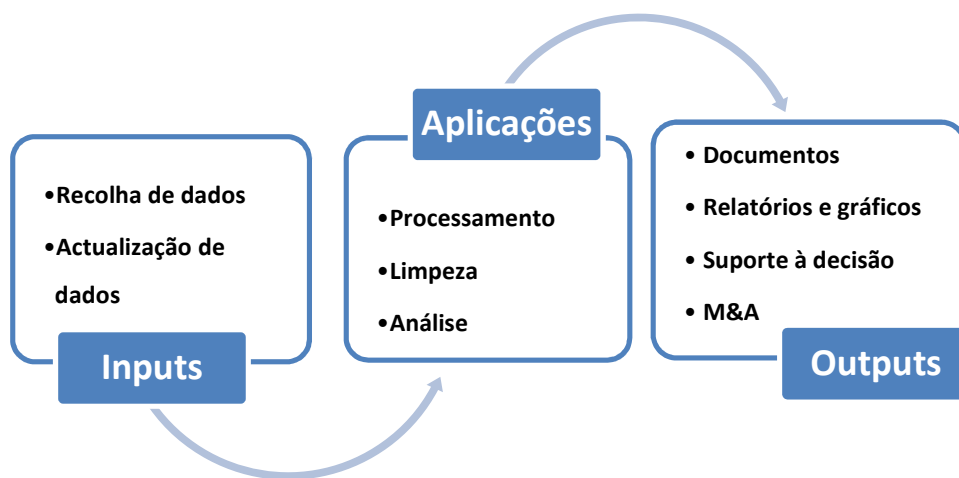 •Recolha de dados
•Actualização de
dados
Inputs
Aplicações
•Processamento
•Limpeza
•Análise
• Documentos
• Relatórios e gráficos
• Suporte à decisão
• M&A
Outputs